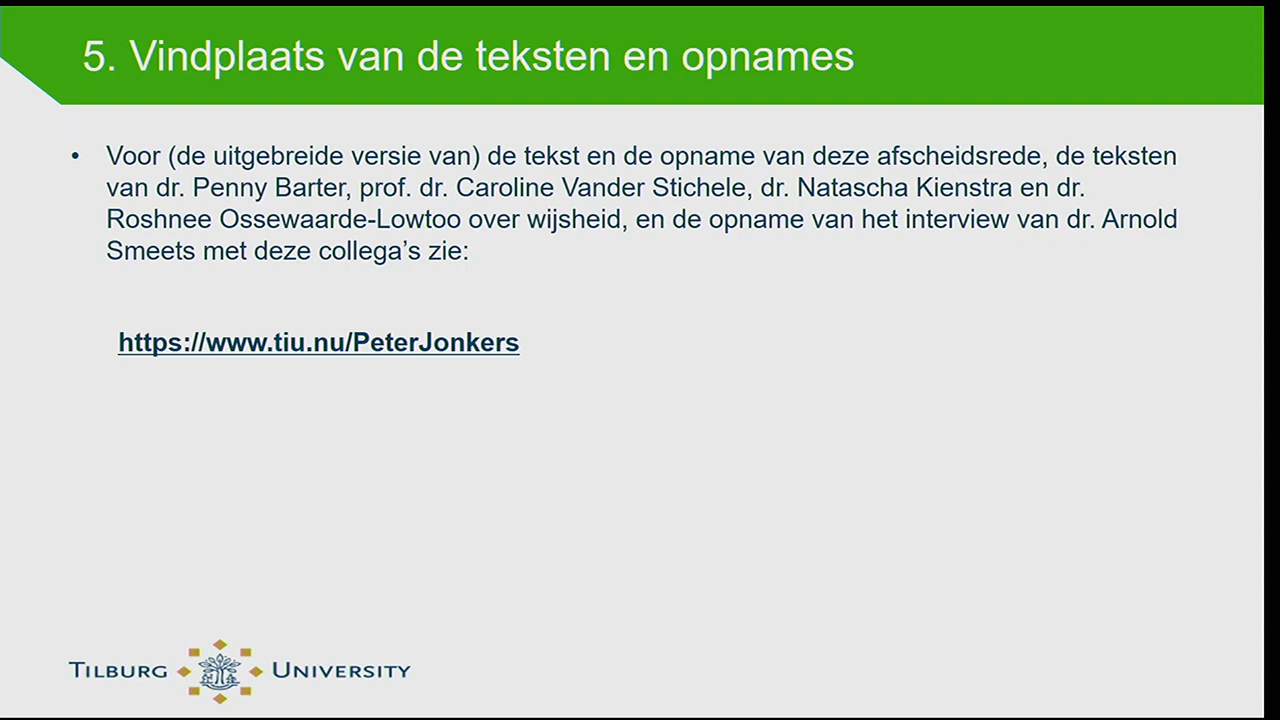 5. Vindplaats van de teksten en opnames
• Voor (de uitgebreide versie van) de tekst en de opname van deze afscheidsrede, de teksten
van dr. Penny Barter, prof. dr. Caroline Vander Stichele, dr. Natascha Kienstra en dr.
Roshnee Ossewaarde-Lowtoo over wijsheid, en de opname van het interview van dr. Arnold
Smeets met deze collega’s zie:
https://www.tiu.nu/PeterJonkers
TILBURG UNIVERSITY